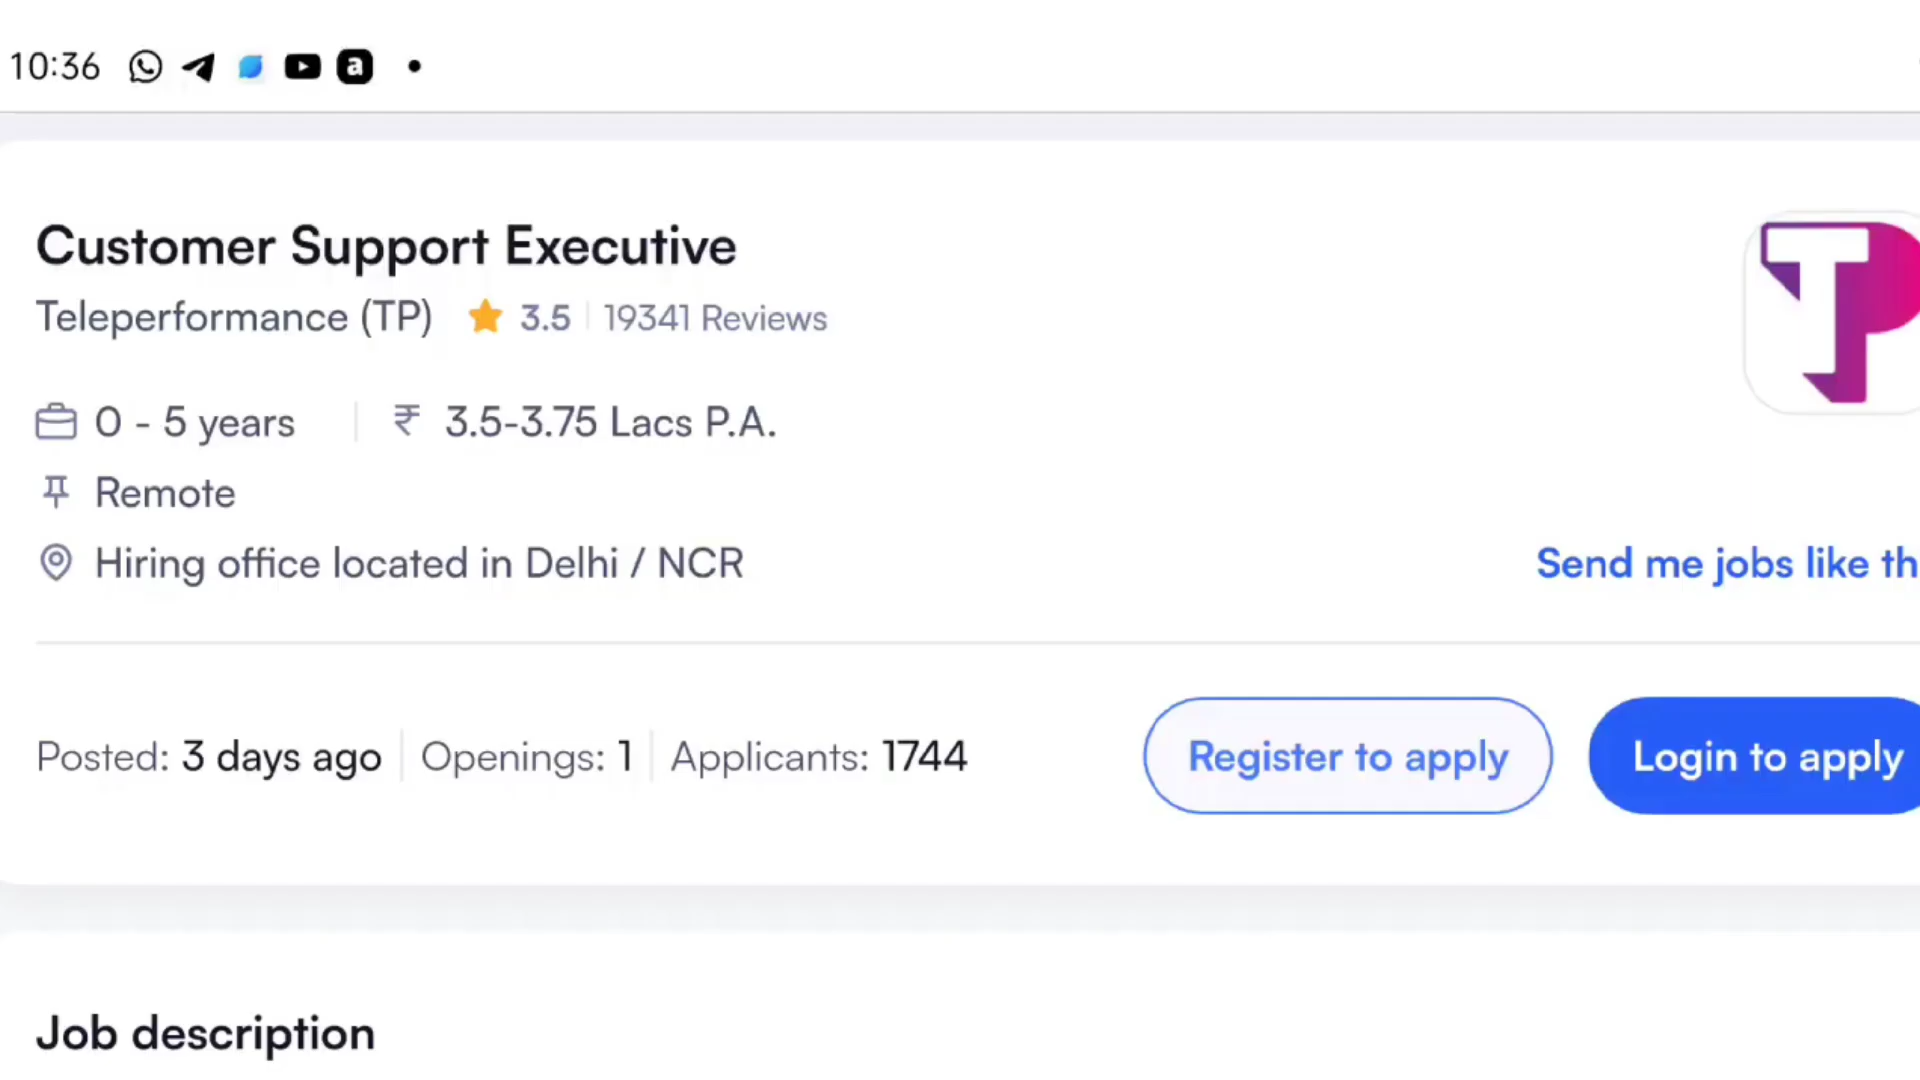 10:36
Customer Support Executive
Teleperformance (TP) 3.5 19341 Reviews
0 - 5 years ₹ 3.5-3.75 Lacs P.A.
Remote
Hiring office located in Delhi / NCR
Send me jobs like th
Posted: 3 days ago Openings: 1 Applicants: 1744
Register to apply
Login to apply
Job description